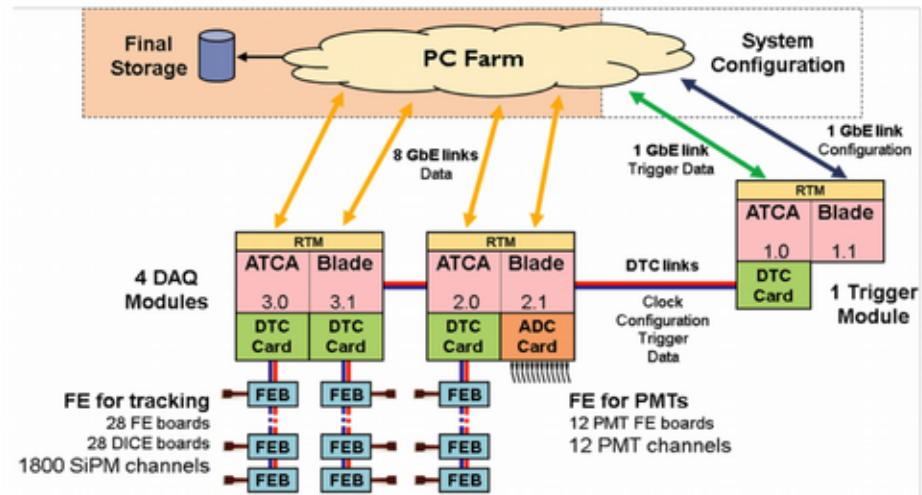 Final
Storage
PC Farm
System
Configuration
8 GbE links
Data
1 GbE link
Trigger Data
1 GbE link
Configuration
RTM
ATCA Blade
1.0 1.1
DTC
Card
1 Trigger
Module
4 DAQ
Modules
RTM
ATCA Blade
3.0 3.1
DTC
Card
DTC
Card
RTM
ATCA Blade
2.0 2.1
DTC
Card
ADC
Card
DTC links
Clock
Configuration
Trigger
Data
FE for tracking
28 FE boards
28 DICE boards
1800 SiPM channels
FEB FEB FEB
FEB FEB FEB
FEB FEB FEB
FE for PMTs
12 PMT FE boards
12 PMT channels